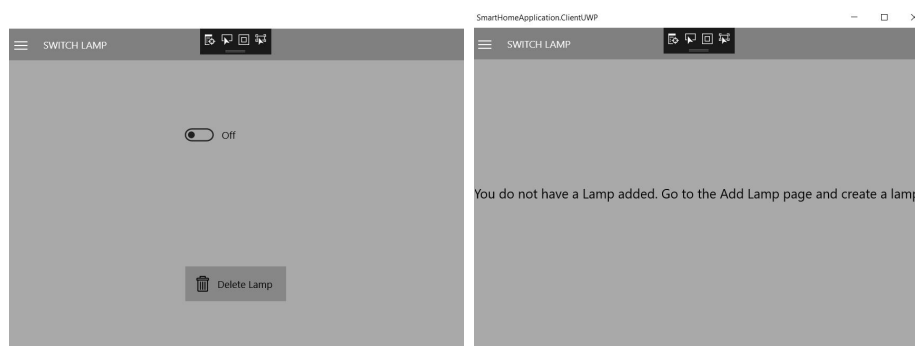 SWITCH LAMP
Off
Delete Lamp
SmartHomeApplication.ClientUWP
SWITCH LAMP
You do not have a Lamp added. Go to the Add Lamp page and create a lamp